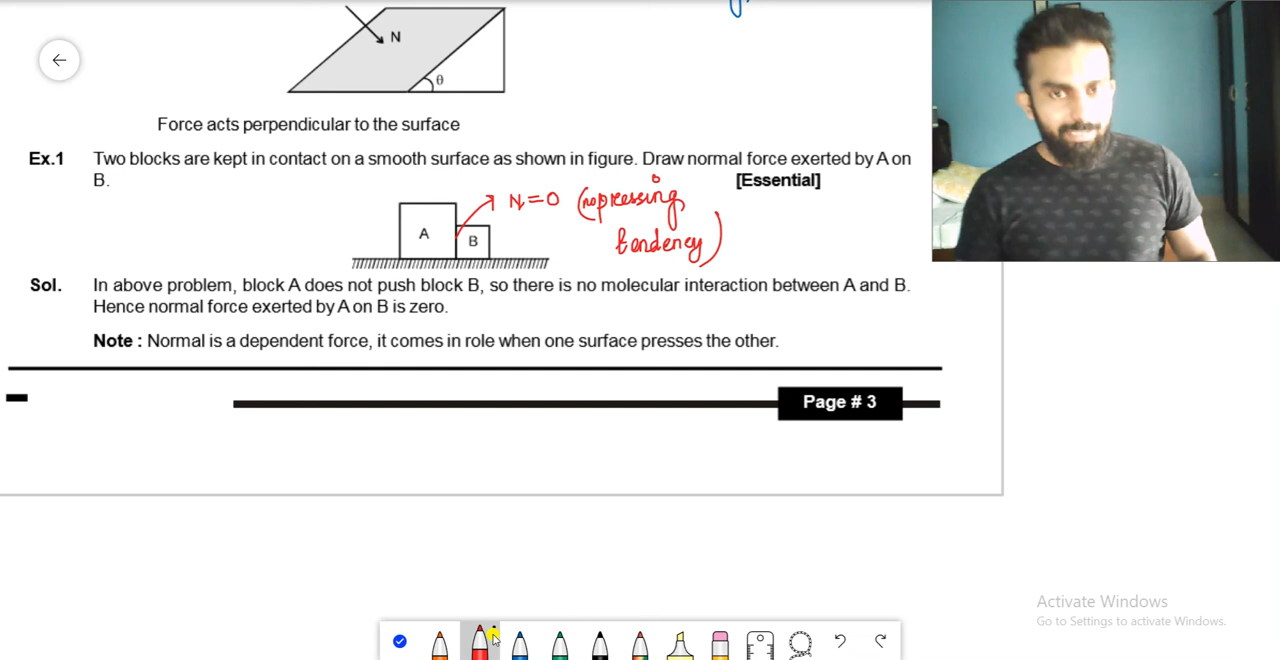 N
θ
Force acts perpendicular to the surface
Ex.1 Two blocks are kept in contact on a smooth surface as shown in figure. Draw normal force exerted by A on
B. [Essential]
N=0 (no pressing
tendency)
A
B
Sol. In above problem, block A does not push block B, so there is no molecular interaction between A and B.
Hence normal force exerted by A on B is zero.
Note : Normal is a dependent force, it comes in role when one surface presses the other.
Page # 3
Activate Windows
Go to Settings to activate Windows.